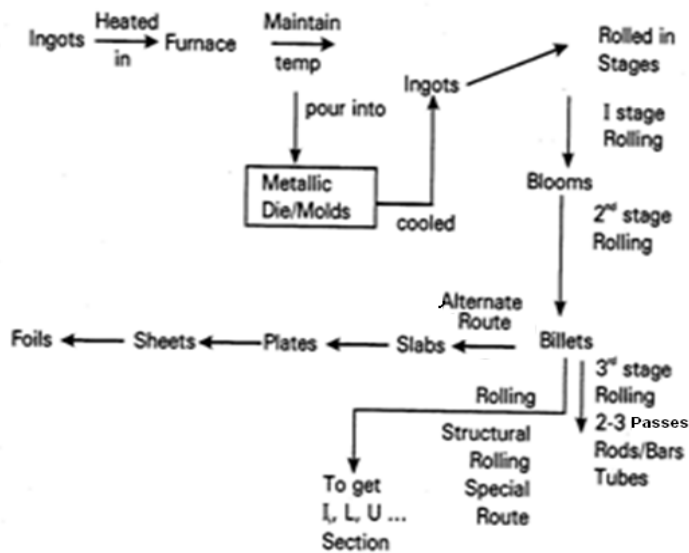 Ingots
Heated
in
Furnace
Maintain
temp
pour into
Metallic
Die/Molds
cooled
Ingots
Rolled in
Stages
I stage
Rolling
Blooms
2nd stage
Rolling
Billets
Alternate
Route
Slabs
Plates
Sheets
Foils
3rd stage
Rolling
2-3 Passes
Rods/Bars
Tubes
Rolling
Structural
Rolling
Special
Route
To get
I, L, U ...
Section